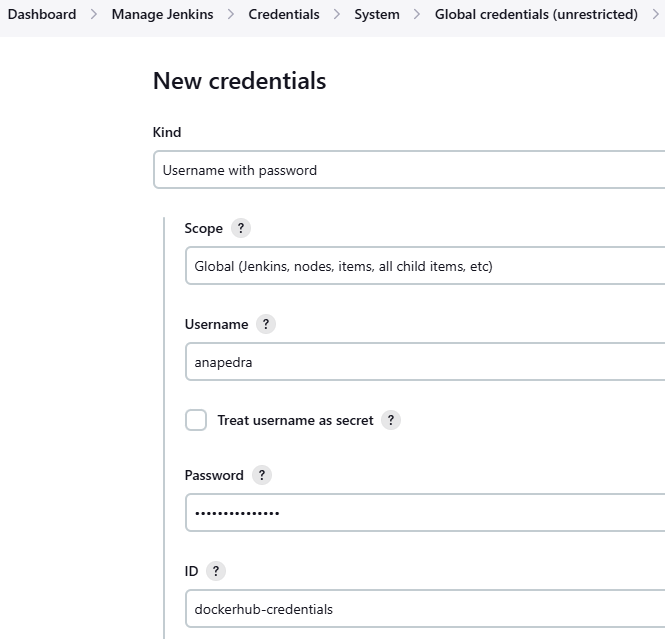 Dashboard > Manage Jenkins > Credentials > System > Global credentials (unrestricted) >
New credentials
Kind
Username with password
Scope ?
Global (Jenkins, nodes, items, all child items, etc)
Username ?
anapedra
Treat username as secret ?
Password ?
•••••••••••••••
ID ?
dockerhub-credentials